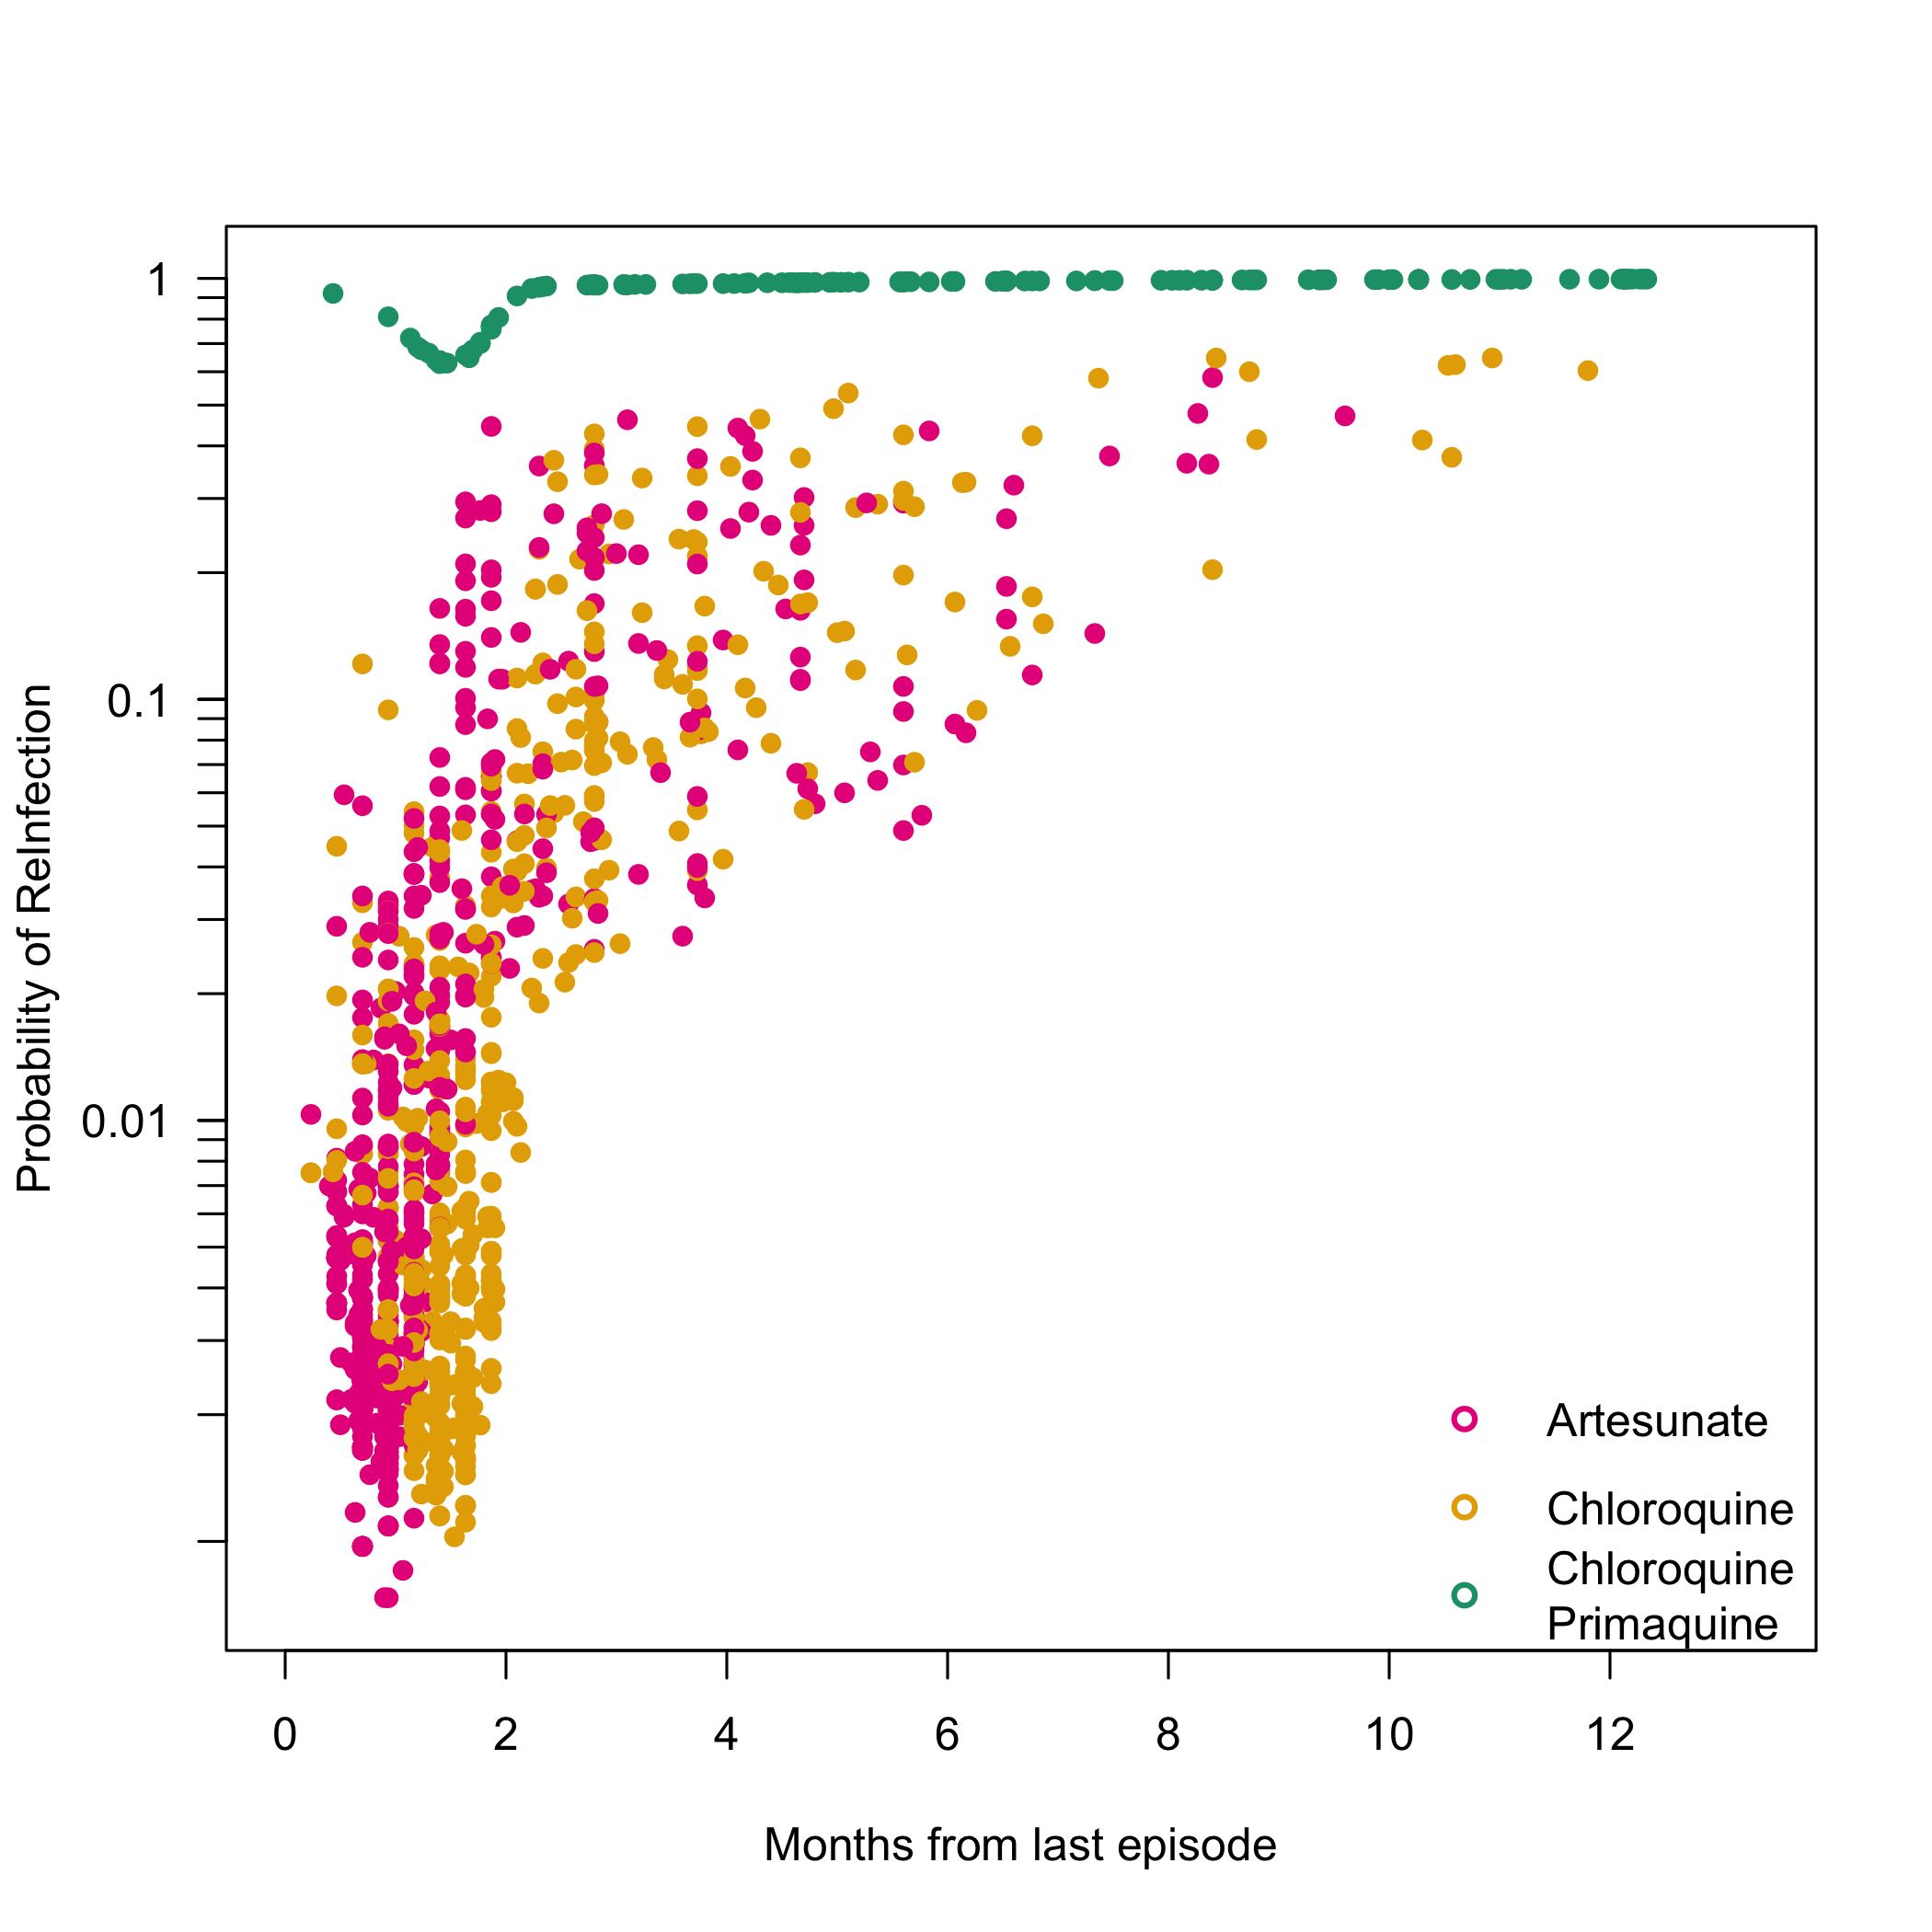 Probability of ReInfection
1
0.1
0.01
Artesunate
Chloroquine
Chloroquine
Primaquine
0 2 4 6 8 10 12
Months from last episode